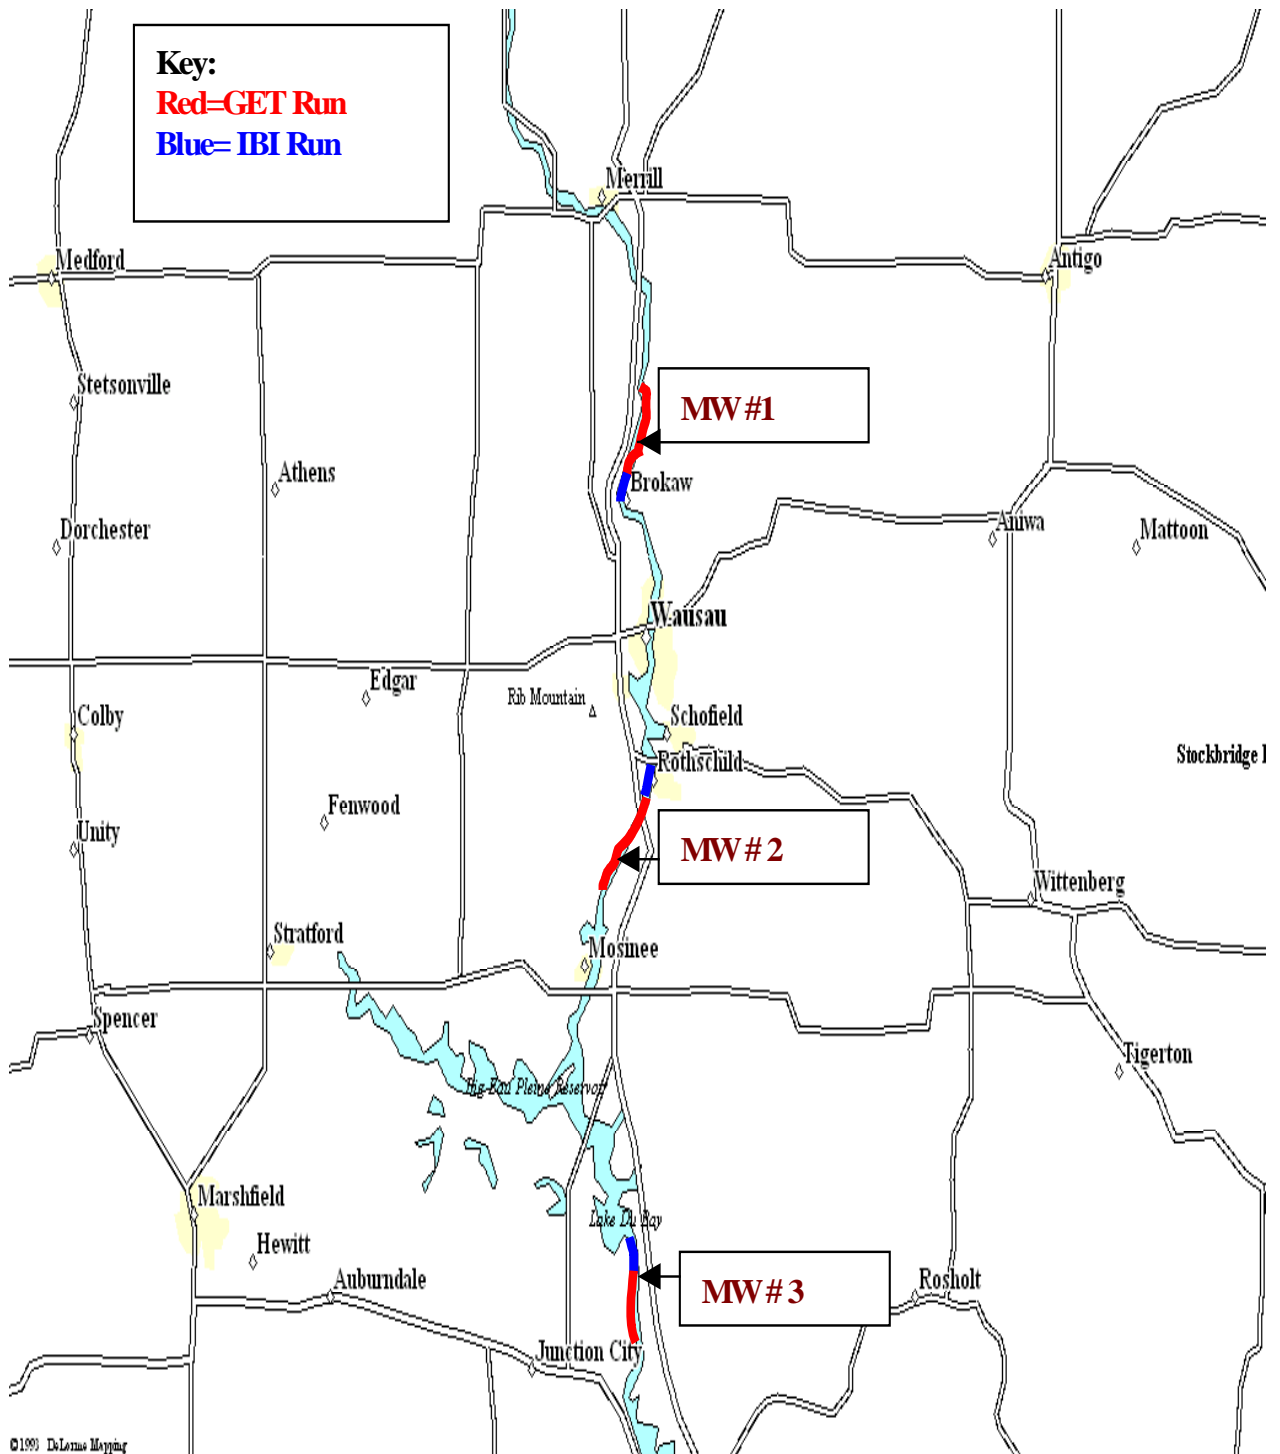 Key:
Red=GET Run
Blue= IBI Run
Merrill
Medford
Antigo
Stetsonville
MW #1
Athens
Brokaw
Dorchester
Aniwa
Mattoon
Wausau
Edgar
Rib Mountain
Colby
Schofield
Rothschild
Stockbridge
Fenwood
Unity
MW # 2
Wittenberg
Stratford
Mosinee
Spencer
Tigerton
Big Eau Pleine Reservoir
Marshfield
Lake Du Bay
Hewitt
Auburndale
MW # 3
Rosholt
Junction City
©1993 DeLorme Mapping